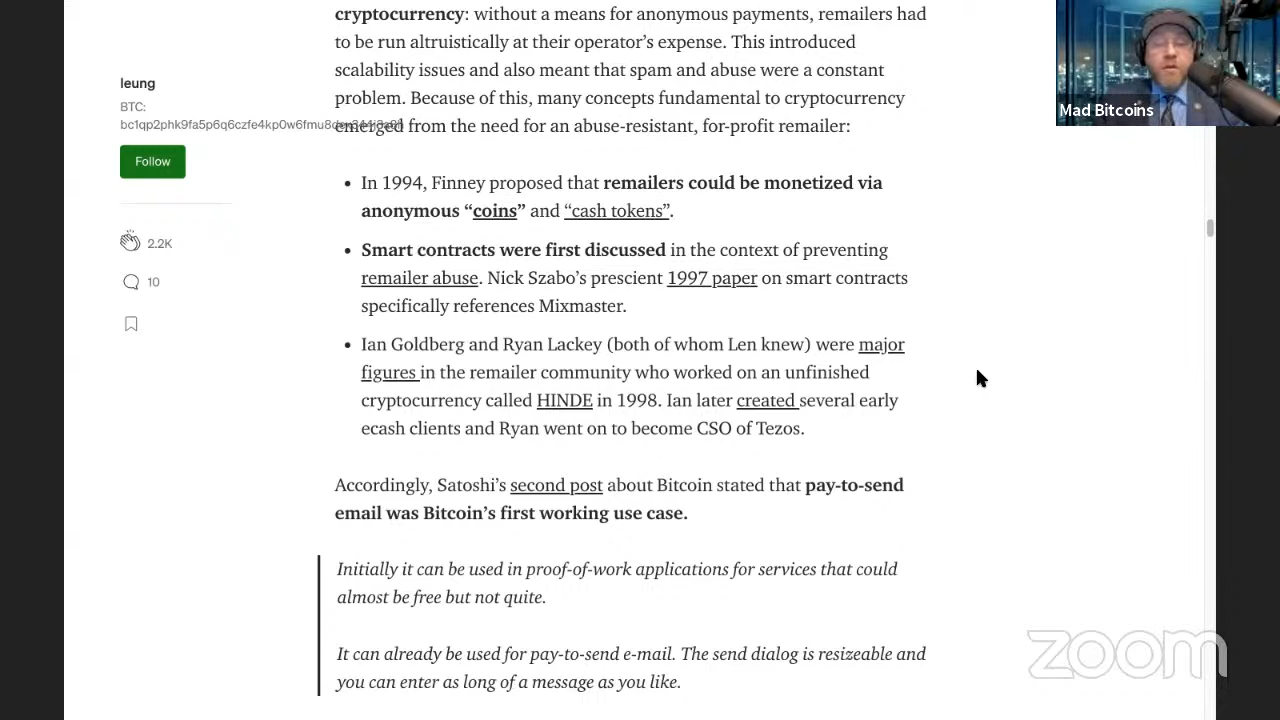 cryptocurrency: without a means for anonymous payments, remailers had
to be run altruistically at their operator’s expense. This introduced
scalability issues and also meant that spam and abuse were a constant
problem. Because of this, many concepts fundamental to cryptocurrency
emerged from the need for an abuse-resistant, for-profit remailer:
leung
BTC:
Follow
2.2K
10
• In 1994, Finney proposed that remailers could be monetized via
anonymous “coins” and “cash tokens”.
• Smart contracts were first discussed in the context of preventing
remailer abuse. Nick Szabo’s prescient 1997 paper on smart contracts
specifically references Mixmaster.
• Ian Goldberg and Ryan Lackey (both of whom Len knew) were major
figures in the remailer community who worked on an unfinished
cryptocurrency called HINDE in 1998. Ian later created several early
ecash clients and Ryan went on to become CSO of Tezos.
Accordingly, Satoshi’s second post about Bitcoin stated that pay-to-send
email was Bitcoin’s first working use case.
Initially it can be used in proof-of-work applications for services that could
almost be free but not quite.
It can already be used for pay-to-send e-mail. The send dialog is resizeable and
you can enter as long of a message as you like.
Mad Bitcoins
zoom